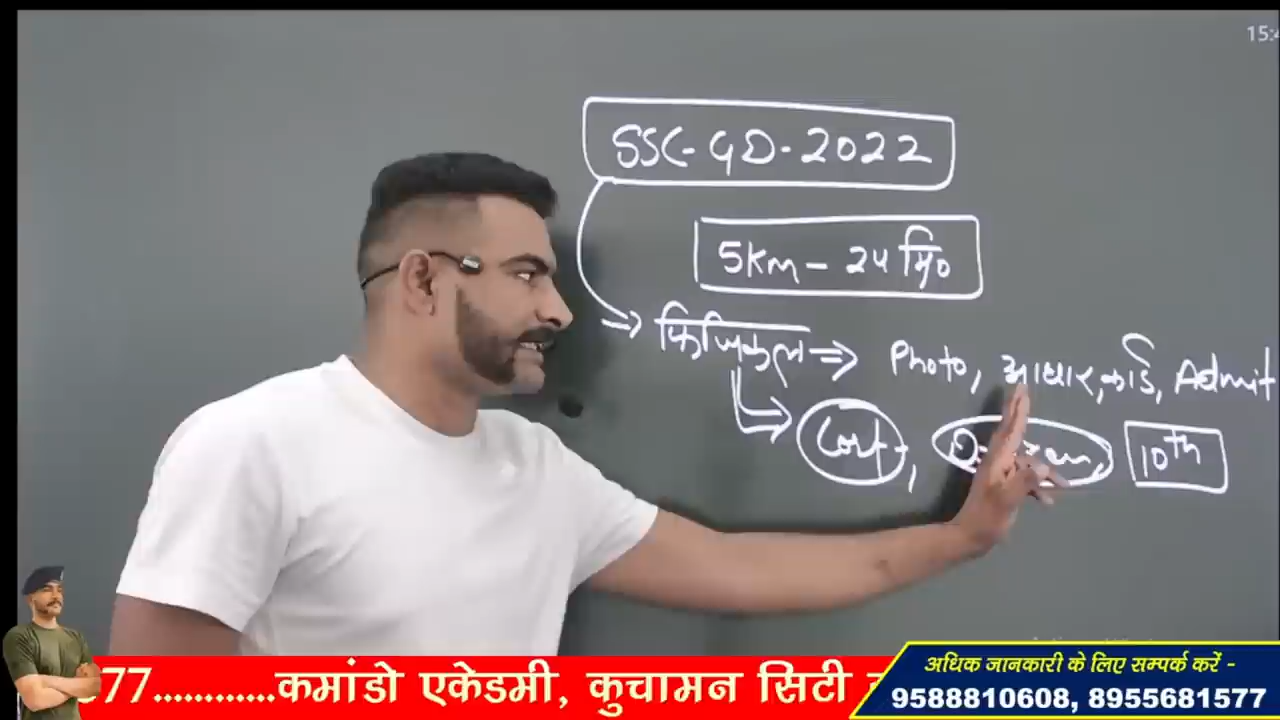 15:4
SSC-GD-2022
5Km - 24 मि०
फिजिकल => Photo, आधार, कार्ड, Admit
10th
77............कमांडो एकेडमी, कुचामन सिटी
अधिक जानकारी के लिए सम्पर्क करें -
9588810608, 8955681577